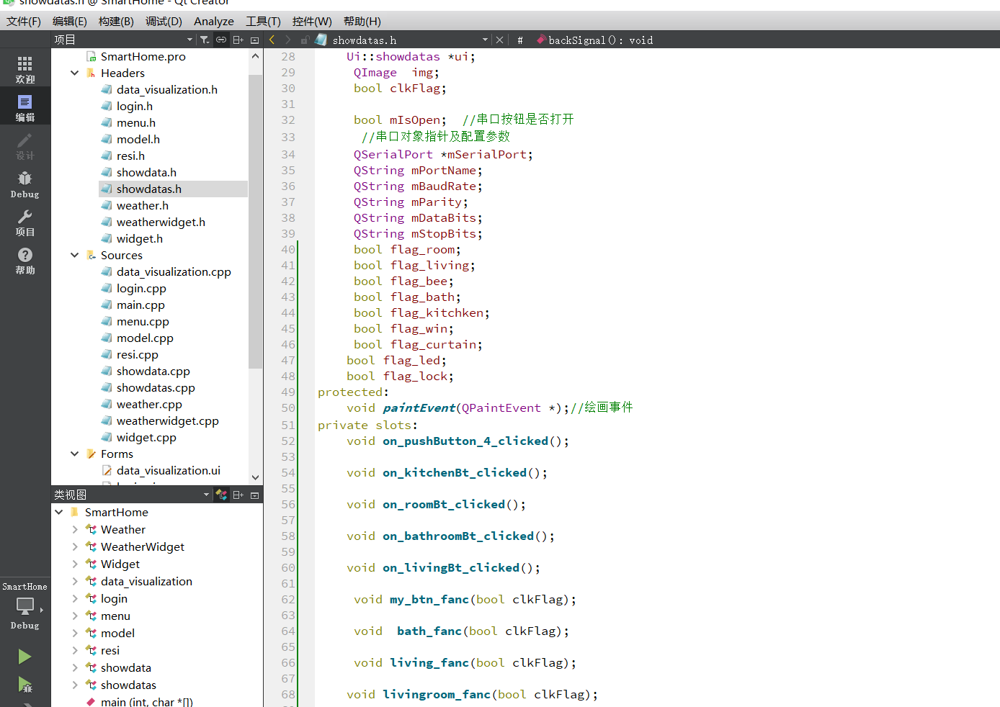 showdatas.h @ SmartHome - Qt Creator
文件(F) 编辑(E) 构建(B) 调试(D) Analyze 工具(T) 控件(W) 帮助(H)
项目
showdatas.h # backSignal(): void
欢迎
编辑
设计
Debug
项目
帮助
SmartHome
Debug
SmartHome.pro
Headers
data_visualization.h
login.h
menu.h
model.h
resi.h
showdata.h
showdatas.h
weather.h
weatherwidget.h
widget.h
Sources
data_visualization.cpp
login.cpp
main.cpp
menu.cpp
model.cpp
resi.cpp
showdata.cpp
showdatas.cpp
weather.cpp
weatherwidget.cpp
widget.cpp
Forms
data_visualization.ui
类视图
SmartHome
Weather
WeatherWidget
Widget
data_visualization
login
menu
model
resi
showdata
showdatas
main (int, char *[])
28 Ui::showdatas *ui;
29 QImage  img;
30 bool clkFlag;
31
32 bool mIsOpen;  //串口按钮是否打开
33 //串口对象指针及配置参数
34 QSerialPort *mSerialPort;
35 QString mPortName;
36 QString mBaudRate;
37 QString mParity;
38 QString mDataBits;
39 QString mStopBits;
40 bool flag_room;
41 bool flag_living;
42 bool flag_bee;
43 bool flag_bath;
44 bool flag_kitchken;
45 bool flag_win;
46 bool flag_curtain;
47 bool flag_led;
48 bool flag_lock;
49 protected:
50 void paintEvent(QPaintEvent *);//绘画事件
51 private slots:
52 void on_pushButton_4_clicked();
53
54 void on_kitchenBt_clicked();
55
56 void on_roomBt_clicked();
57
58 void on_bathroomBt_clicked();
59
60 void on_livingBt_clicked();
61
62 void my_btn_fanc(bool clkFlag);
63
64 void  bath_fanc(bool clkFlag);
65
66 void living_fanc(bool clkFlag);
67
68 void livingroom_fanc(bool clkFlag);